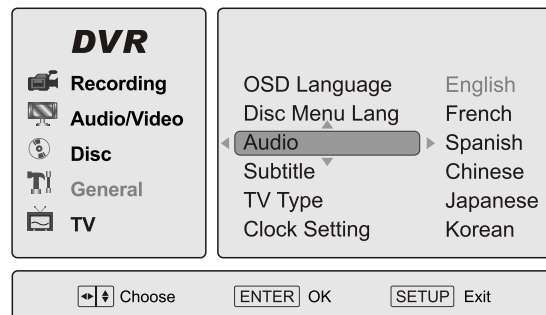 DVR
Recording
Audio/Video
Disc
General
TV
OSD Language English
Disc Menu Lang French
Audio Spanish
Subtitle Chinese
TV Type Japanese
Clock Setting Korean
Choose ENTER OK SETUP Exit